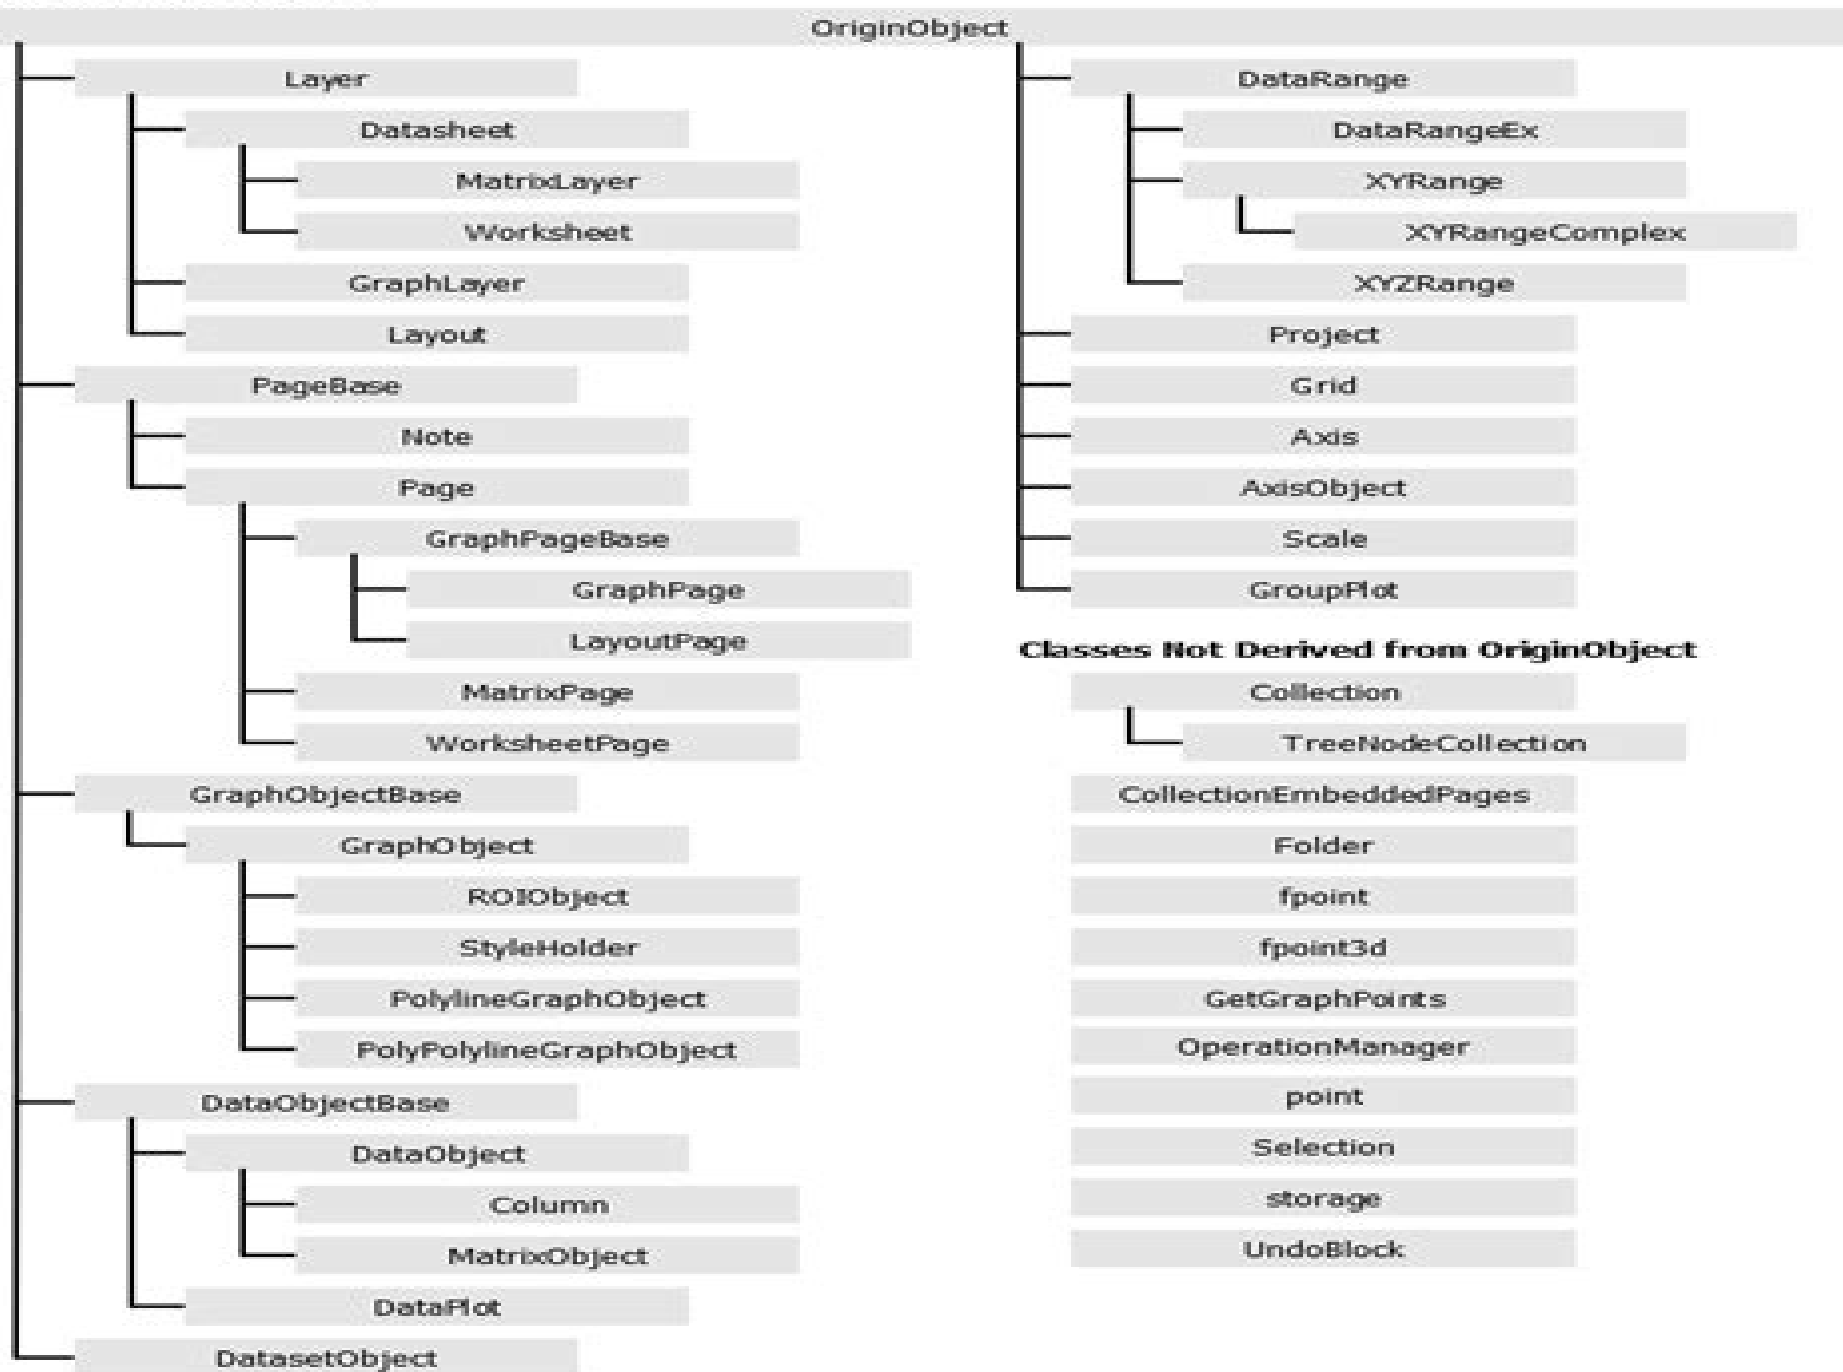 OriginObject
Layer
Datasheet
MatrixLayer
Worksheet
GraphLayer
Layout
PageBase
Note
Page
GraphPageBase
GraphPage
LayoutPage
MatrixPage
WorksheetPage
GraphObjectBase
GraphObject
ROIObject
StyleHolder
PolylineGraphObject
PolyPolylineGraphObject
DataObjectBase
DataObject
Column
MatrixObject
DataPlot
DatasetObject
DataRange
DataRangeEx
XYRange
XYRangeComplex
XYZRange
Project
Grid
Axis
AxisObject
Scale
GroupPlot
Classes Not Derived from OriginObject
Collection
TreeNodeCollection
CollectionEmbeddedPages
Folder
fpoint
fpoint3d
GetGraphPoints
OperationManager
point
Selection
storage
UndoBlock